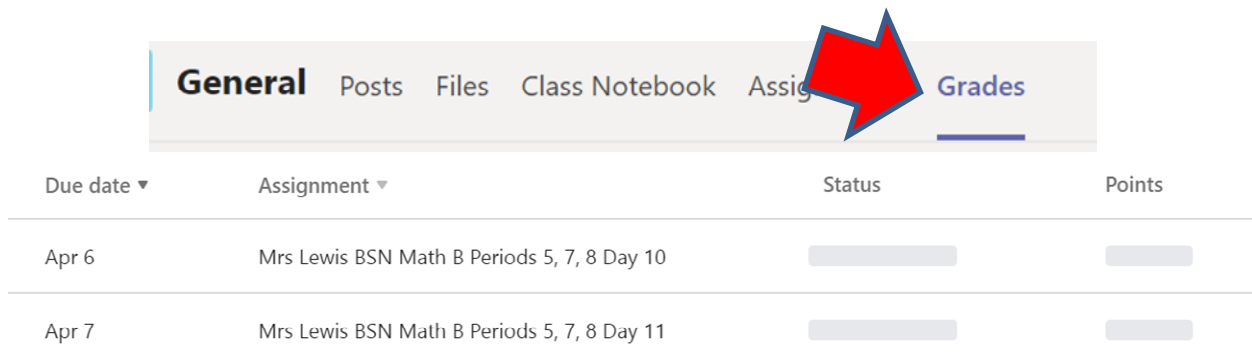 General Posts Files Class Notebook Grades
Due date Assignment Status Points
Apr 6 Mrs Lewis BSN Math B Periods 5, 7, 8 Day 10
Apr 7 Mrs Lewis BSN Math B Periods 5, 7, 8 Day 11